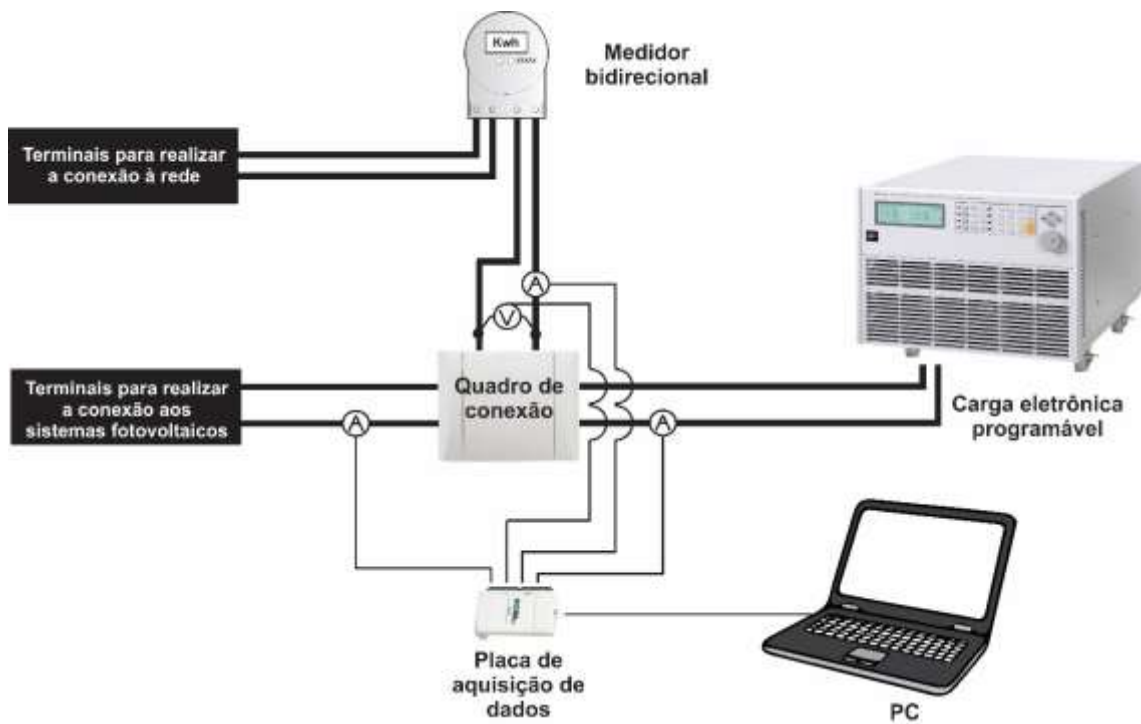 Kwh
Medidor
bidirecional
Terminais para realizar
a conexão à rede
A
V
Terminais para realizar
a conexão aos
sistemas fotovoltaicos
A
Quadro de
conexão
A
Carga eletrônica
programável
Placa de
aquisição de
dados
PC